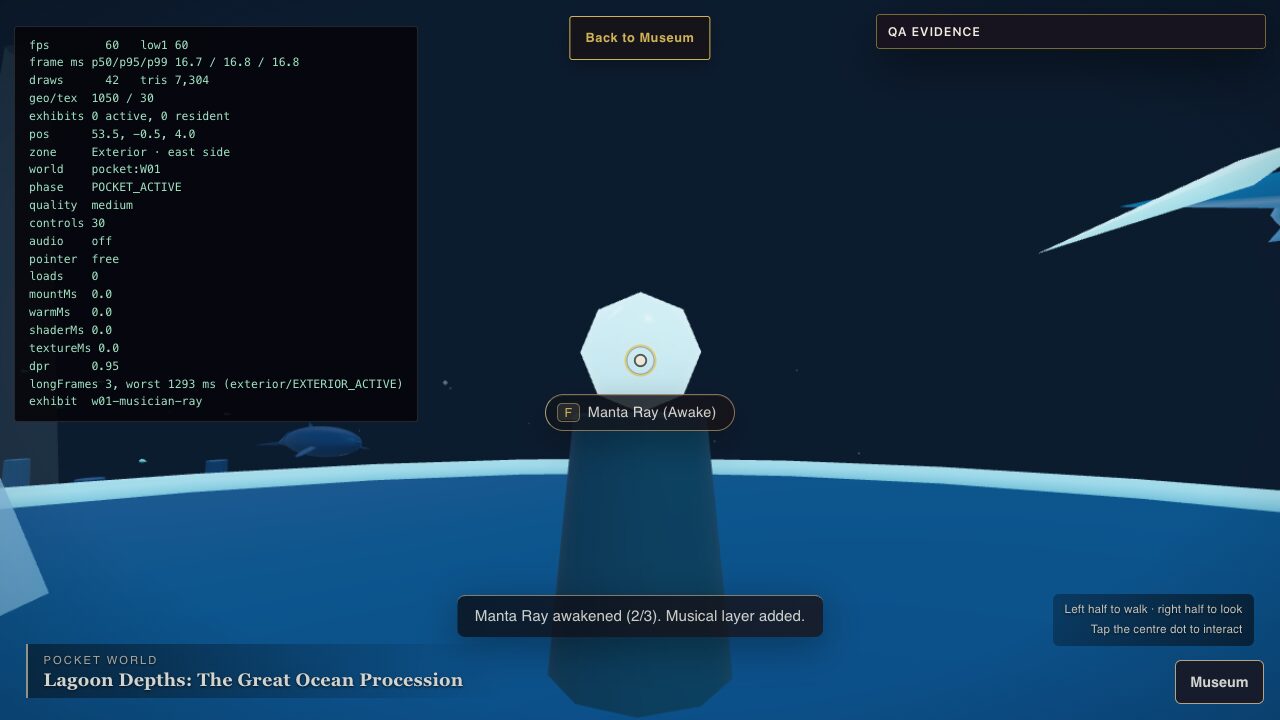 fps 60 low1 60
frame ms p50/p95/p99 16.7 / 16.8 / 16.8
draws 42 tris 7,304
geo/tex 1050 / 30
exhibits 0 active, 0 resident
pos 53.5, −0.5, 4.0
zone Exterior · east side
world pocket:W01
phase POCKET_ACTIVE
quality medium
controls 30
audio off
pointer free
loads 0
mountMs 0.0
warmMs 0.0
shaderMs 0.0
textureMs 0.0
dpr 0.95
longFrames 3, worst 1293 ms (exterior/EXTERIOR_ACTIVE)
exhibit w01−musician−ray
Back to Museum
QA EVIDENCE
F Manta Ray (Awake)
Manta Ray awakened (2/3). Musical layer added.
Left half to walk · right half to look
Tap the centre dot to interact
POCKET WORLD
Lagoon Depths: The Great Ocean Procession
Museum